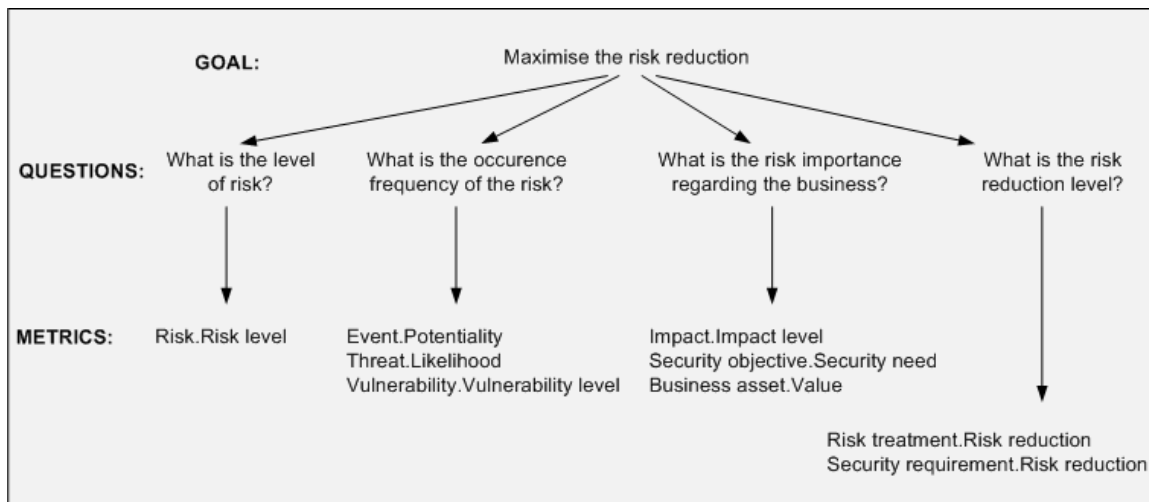 GOAL:
Maximise the risk reduction
QUESTIONS:
What is the level
of risk?
What is the occurence
frequency of the risk?
What is the risk importance
regarding the business?
What is the risk
reduction level?
METRICS:
Risk.Risk level
Event.Potentiality
Threat.Likelihood
Vulnerability.Vulnerability level
Impact.Impact level
Security objective.Security need
Business asset.Value
Risk treatment.Risk reduction
Security requirement.Risk reduction